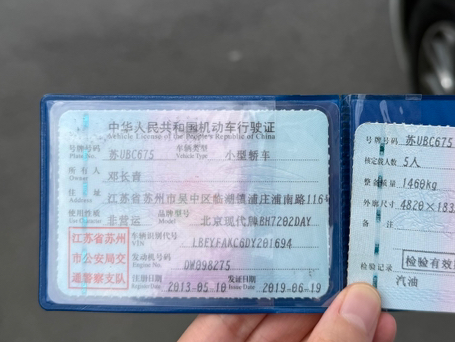 中华人民共和国机动车行驶证
Vehicle License of the People's Republic of China
号牌号码 苏UBC675 车辆类型 小型轿车
Plate No. Vehicle Type
所有人 邓长青
Owner
住址 江苏省苏州市吴中区临湖镇浦庄浦南路116号
Address
使用性质 非营运 品牌型号 北京现代牌BH7202DAY
Use Character Model
江苏省苏州
市公安局交
通警察支队
车辆识别代号 LBEYFAKC6DY201694
VIN
发动机号码 DW098275
Engine No.
注册日期 2013-05-10 发证日期 2019-06-19
Register Date Issue Date
号牌号码 苏UBC675
核定载人数 5人
整备质量 1460kg
外廓尺寸 4820×183
备注
检验有效
检验记录
汽油